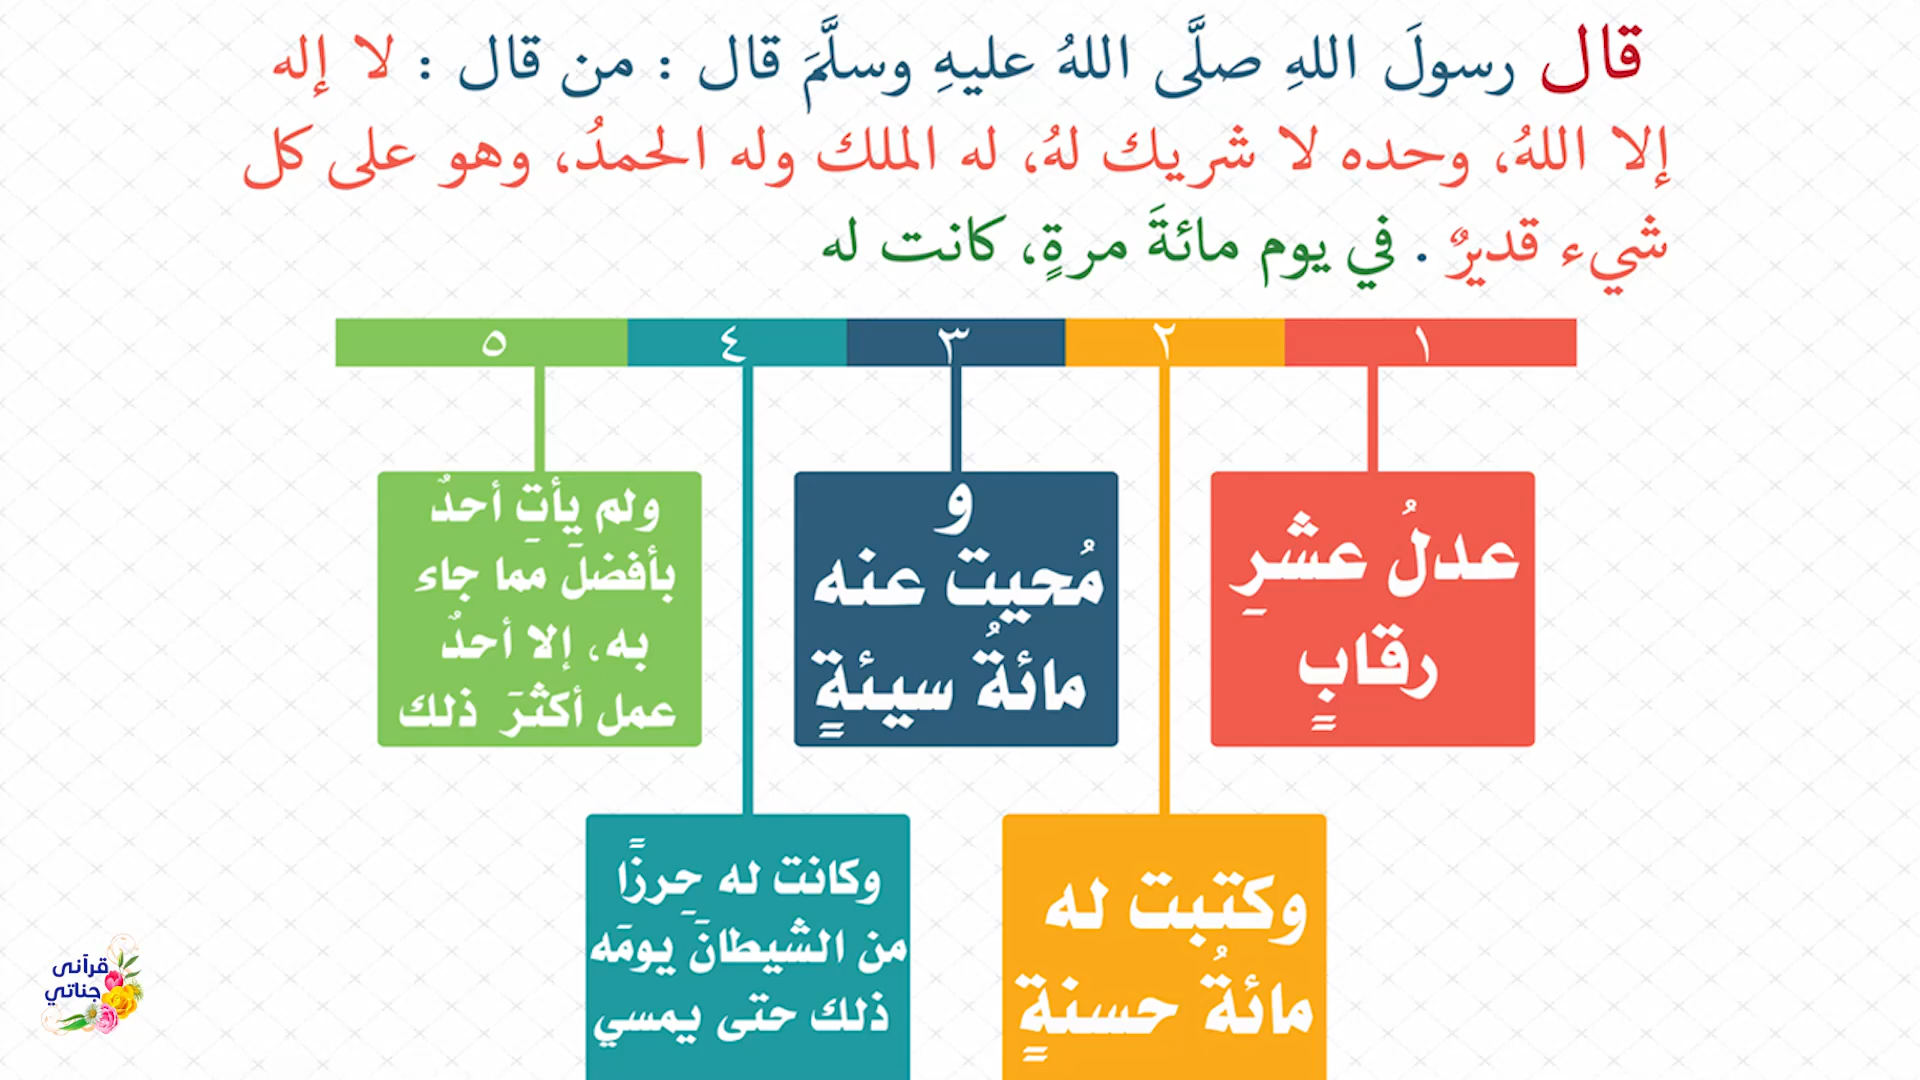 قال رسولَ اللهِ صلَّى اللهُ عليهِ وسلَّمَ قال : من قال : لا إله
إلا اللهُ، وحده لا شريك لهُ، له الملك وله الحمدُ، وهو على كل
شيء قديرٌ . في يوم مائةَ مرةٍ، كانت له
١
٢
٣
٤
٥
عدلُ عشرِ
رقابٍ
وكتبت له
مائةُ حسنةٍ
و
مُحيت عنه
مائةُ سيئةٍ
وكانت له حِرزًا
من الشيطانَ يومَه
ذلك حتى يمسي
ولم يأتِ أحدٌ
بأفضلَ مما جاء
به، إلا أحدٌ
عمل أكثرَ ذلك
قرآنى
جناتي